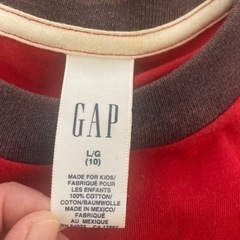 GAP
L/G
(10)
MADE FOR KIDS/
FABRIQUÉ POUR
LES ENFANTS
100% COTTON/
COTON/BAUMWOLLE
MADE IN MEXICO/
FABRIQUÉ
AU MEXIQUE